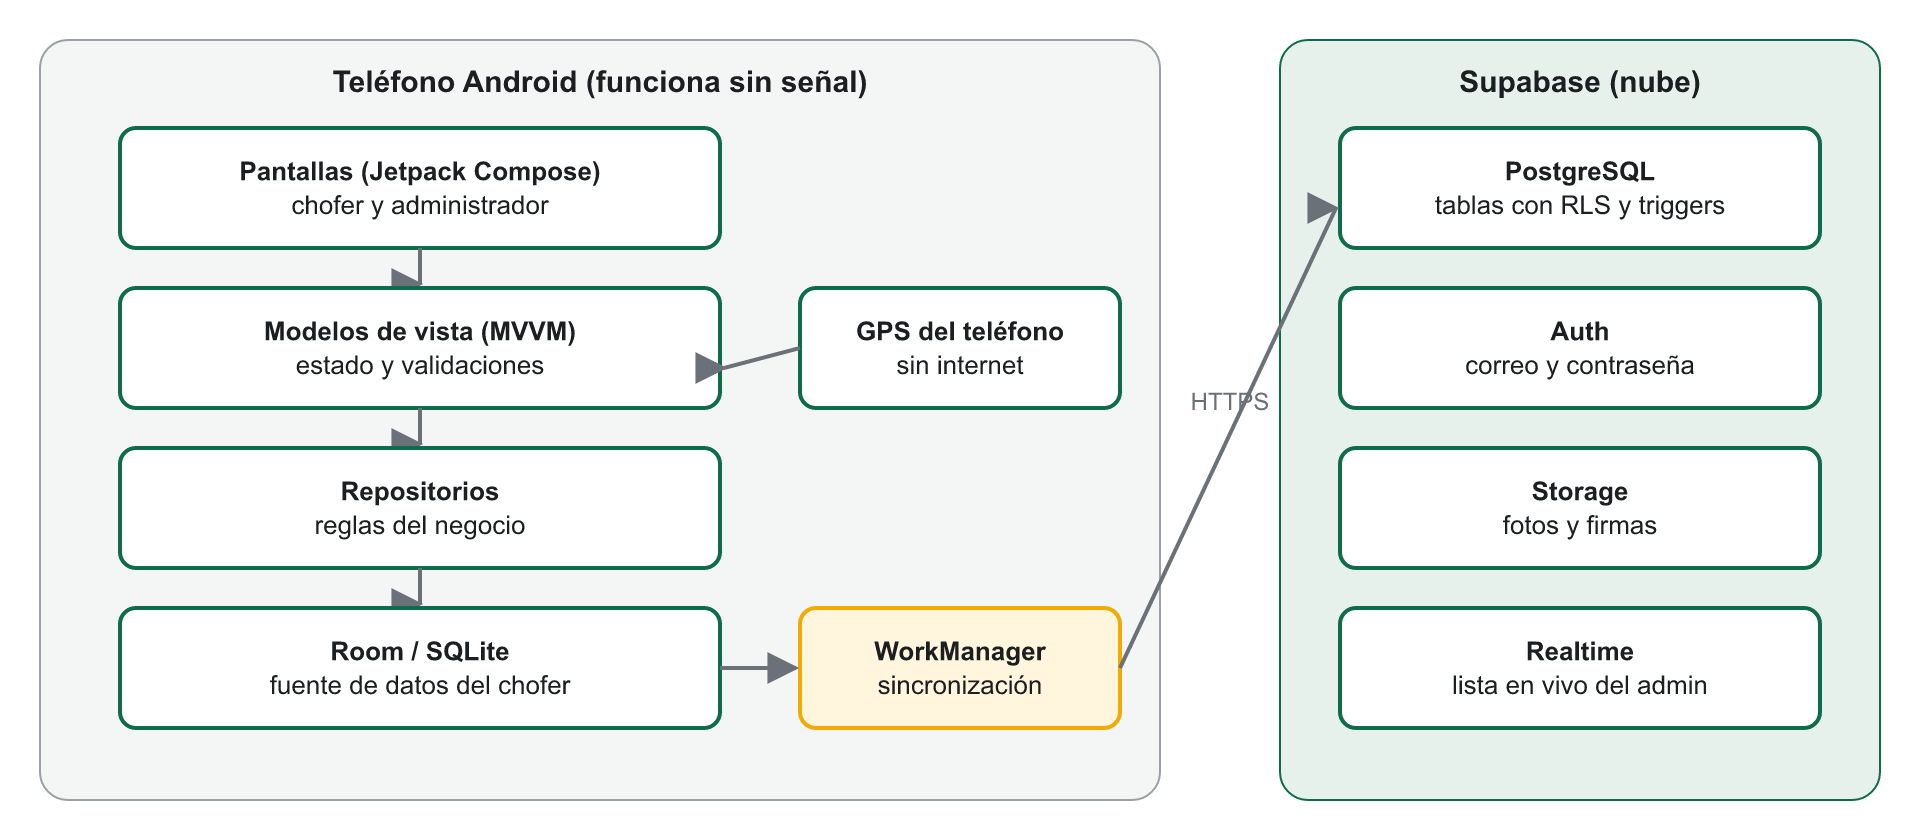 Teléfono Android (funciona sin señal)
Pantallas (Jetpack Compose)
chofer y administrador
Modelos de vista (MVVM)
estado y validaciones
GPS del teléfono
sin internet
Repositorios
reglas del negocio
Room / SQLite
fuente de datos del chofer
WorkManager
sincronización
HTTPS
Supabase (nube)
PostgreSQL
tablas con RLS y triggers
Auth
correo y contraseña
Storage
fotos y firmas
Realtime
lista en vivo del admin